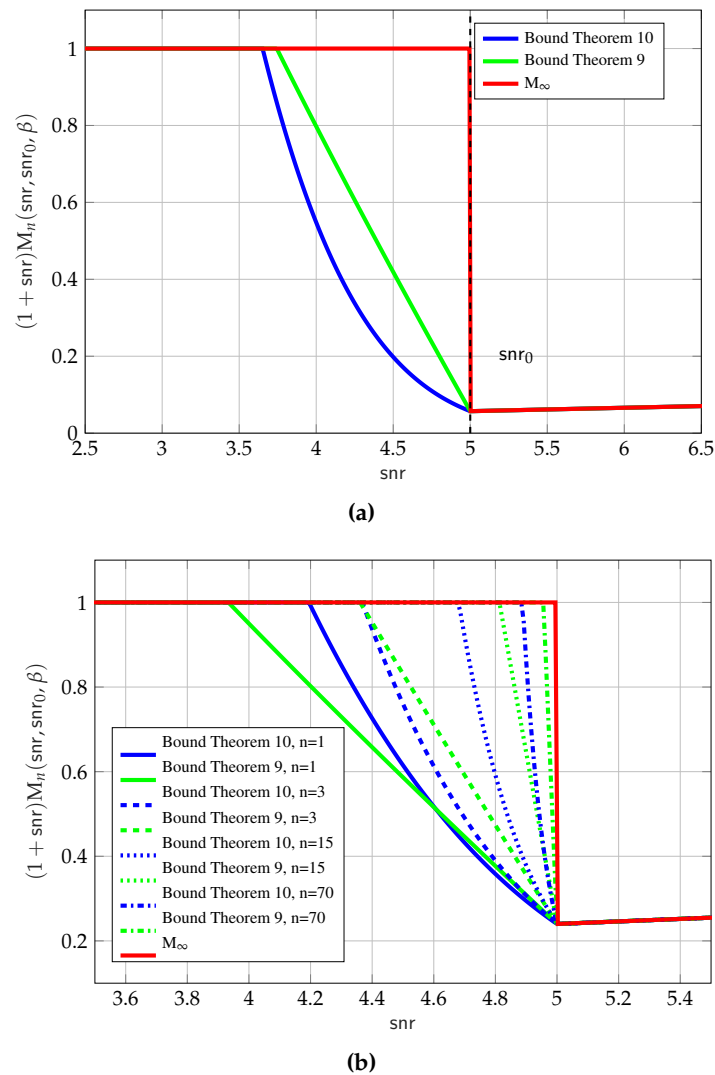 1
0.8
0.6
0.4
0.2
0
(1 + snr)Mₙ(snr, snr₀, β)
Bound Theorem 10
Bound Theorem 9
M∞
snr₀
2.5 3 3.5 4 4.5 5 5.5 6 6.5
snr
(a)
1
0.8
0.6
0.4
0.2
(1 + snr)Mₙ(snr, snr₀, β)
Bound Theorem 10, n=1
Bound Theorem 9, n=1
Bound Theorem 10, n=3
Bound Theorem 9, n=3
Bound Theorem 10, n=15
Bound Theorem 9, n=15
Bound Theorem 10, n=70
Bound Theorem 9, n=70
M∞
3.6 3.8 4 4.2 4.4 4.6 4.8 5 5.2 5.4
snr
(b)